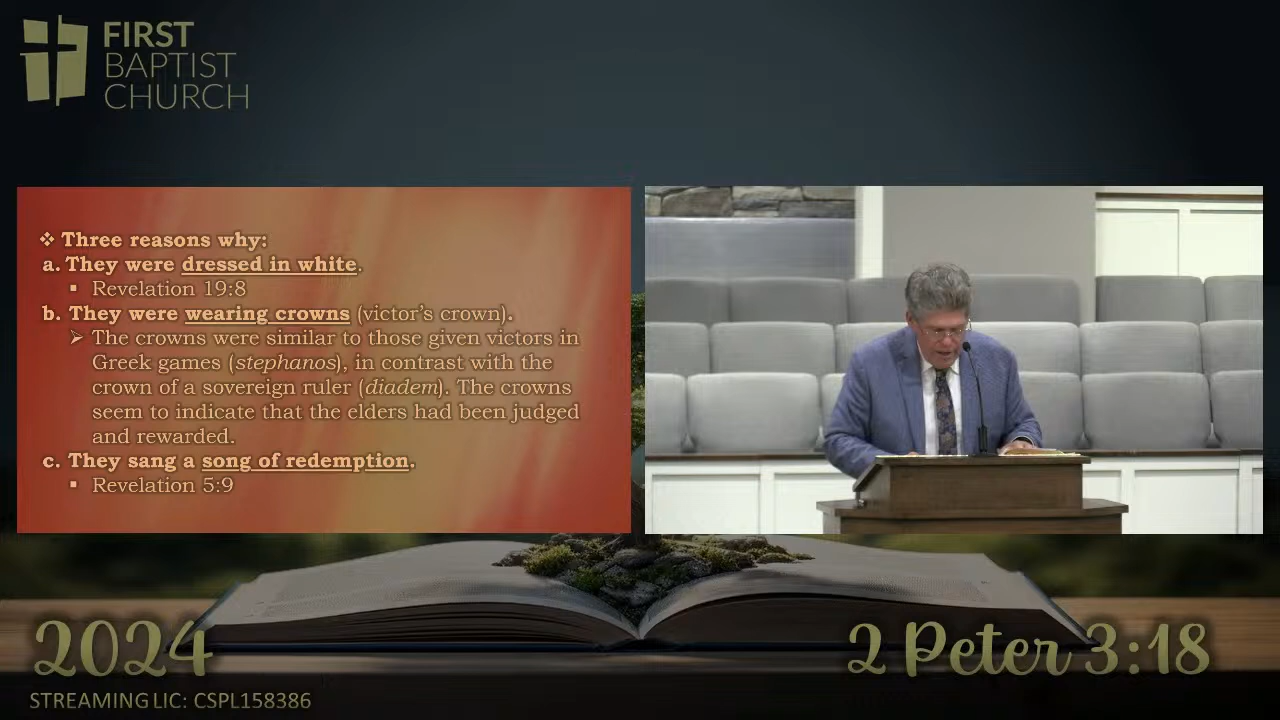 FIRST
BAPTIST
CHURCH
❖ Three reasons why:
a. They were dressed in white.
▪ Revelation 19:8
b. They were wearing crowns (victor's crown).
➢ The crowns were similar to those given victors in
Greek games (stephanos), in contrast with the
crown of a sovereign ruler (diadem). The crowns
seem to indicate that the elders had been judged
and rewarded.
c. They sang a song of redemption.
▪ Revelation 5:9
2024
2 Peter 3:18
STREAMING LIC: CSPL158386